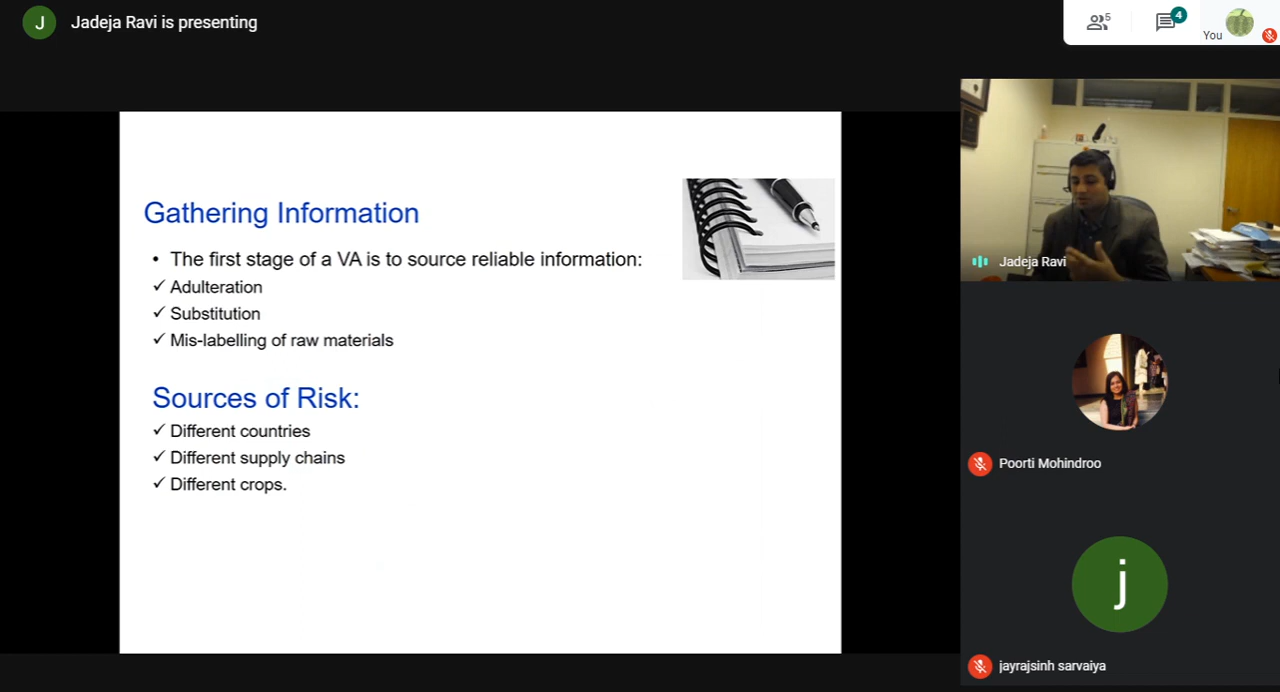 J
Jadeja Ravi is presenting
5
4
You
Gathering Information
• The first stage of a VA is to source reliable information:
✓ Adulteration
✓ Substitution
✓ Mis-labelling of raw materials
Sources of Risk:
✓ Different countries
✓ Different supply chains
✓ Different crops.
Jadeja Ravi
Poorti Mohindroo
j
jayrajsinh sarvaiya